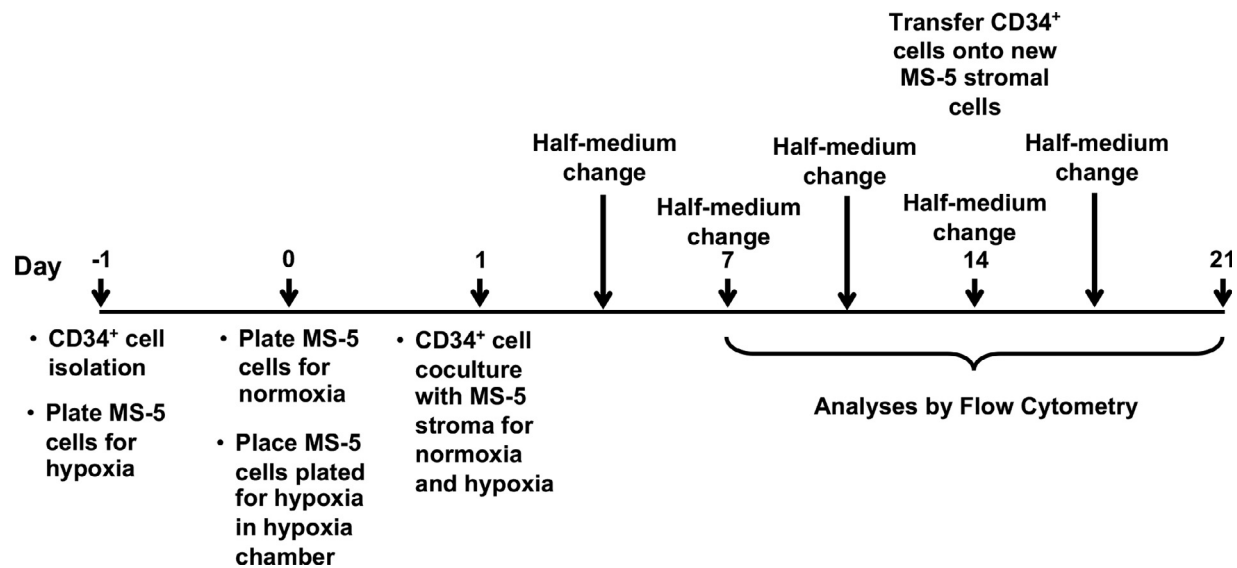 Transfer CD34⁺
cells onto new
MS-5 stromal
cells
Half-medium
change
Half-medium
change
Half-medium
change
Half-medium
change
Half-medium
change
Day
-1
0
1
7
14
21
• CD34⁺ cell
isolation
• Plate MS-5
cells for
hypoxia
• Plate MS-5
cells for
normoxia
• Place MS-5
cells plated
for hypoxia
in hypoxia
chamber
• CD34⁺ cell
coculture
with MS-5
stroma for
normoxia
and hypoxia
Analyses by Flow Cytometry